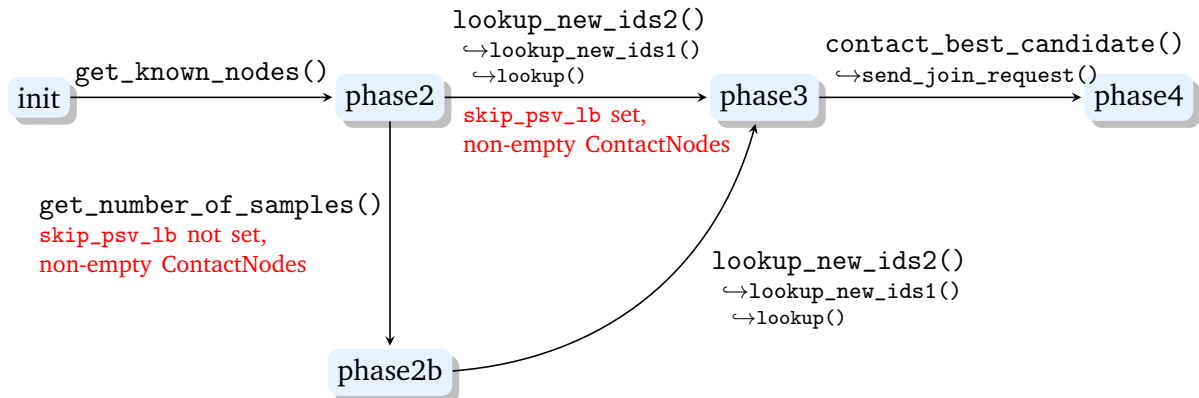 lookup_new_ids2()
↪lookup_new_ids1()
↪lookup()
contact_best_candidate()
↪send_join_request()
get_known_nodes()
init
phase2
phase3
phase4
skip_psv_lb set,
non-empty ContactNodes
get_number_of_samples()
skip_psv_lb not set,
non-empty ContactNodes
lookup_new_ids2()
↪lookup_new_ids1()
↪lookup()
phase2b